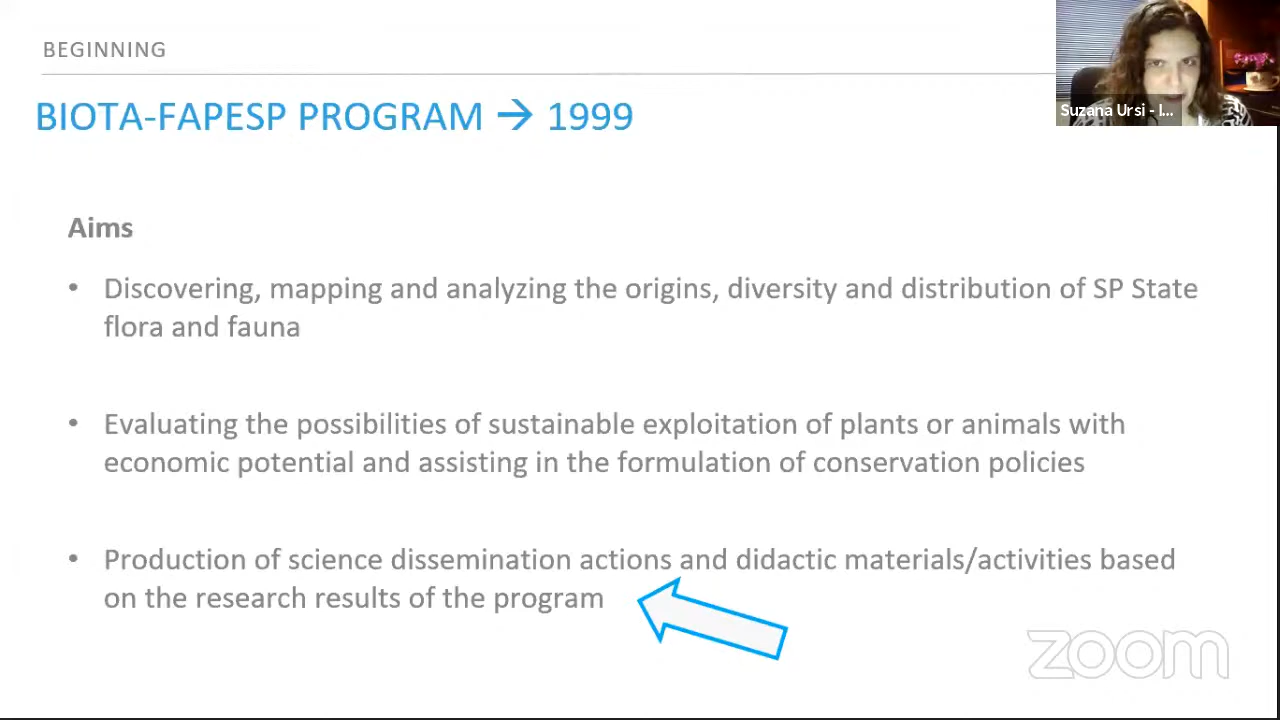 BEGINNING
BIOTA-FAPESP PROGRAM → 1999
Suzana Ursi - I...
Aims
• Discovering, mapping and analyzing the origins, diversity and distribution of SP State
flora and fauna
• Evaluating the possibilities of sustainable exploitation of plants or animals with
economic potential and assisting in the formulation of conservation policies
• Production of science dissemination actions and didactic materials/activities based
on the research results of the program
zoom